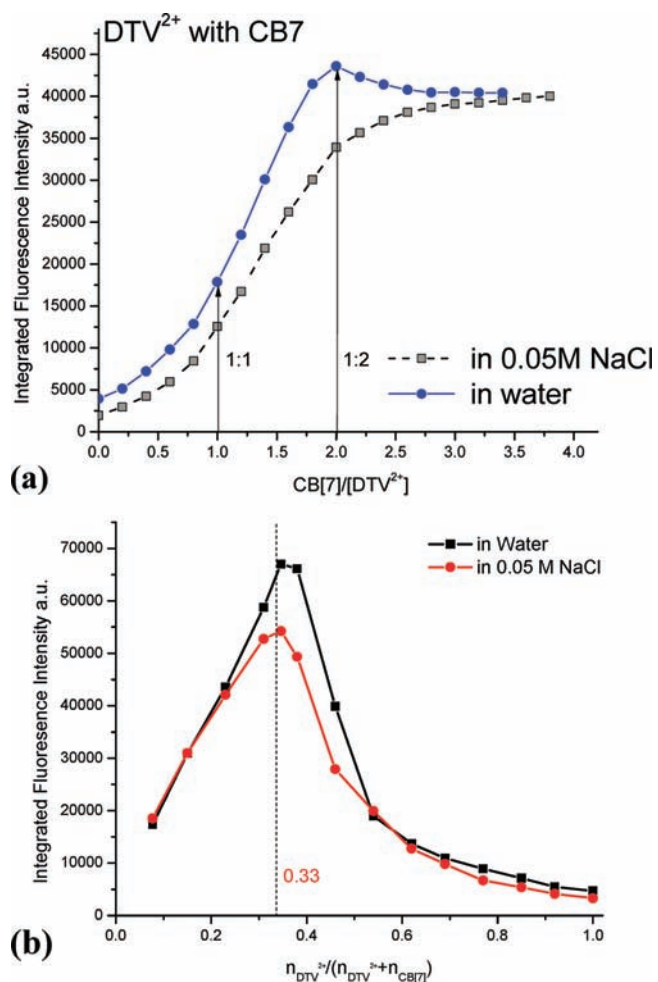 DTV²⁺ with CB7
Integrated Fluorescence Intensity a.u.
45000
40000
35000
30000
25000
20000
15000
10000
5000
0
1:1
1:2
in 0.05M NaCl
in water
0.0 0.5 1.0 1.5 2.0 2.5 3.0 3.5 4.0
(a)
CB[7]/[DTV²⁺]
Integrated Fluoresence Intensity a.u.
70000
60000
50000
40000
30000
20000
10000
0
in Water
in 0.05 M NaCl
0.33
0.0 0.2 0.4 0.6 0.8 1.0
(b)
n_DTV²⁺/(n_DTV²⁺+n_CB[7])